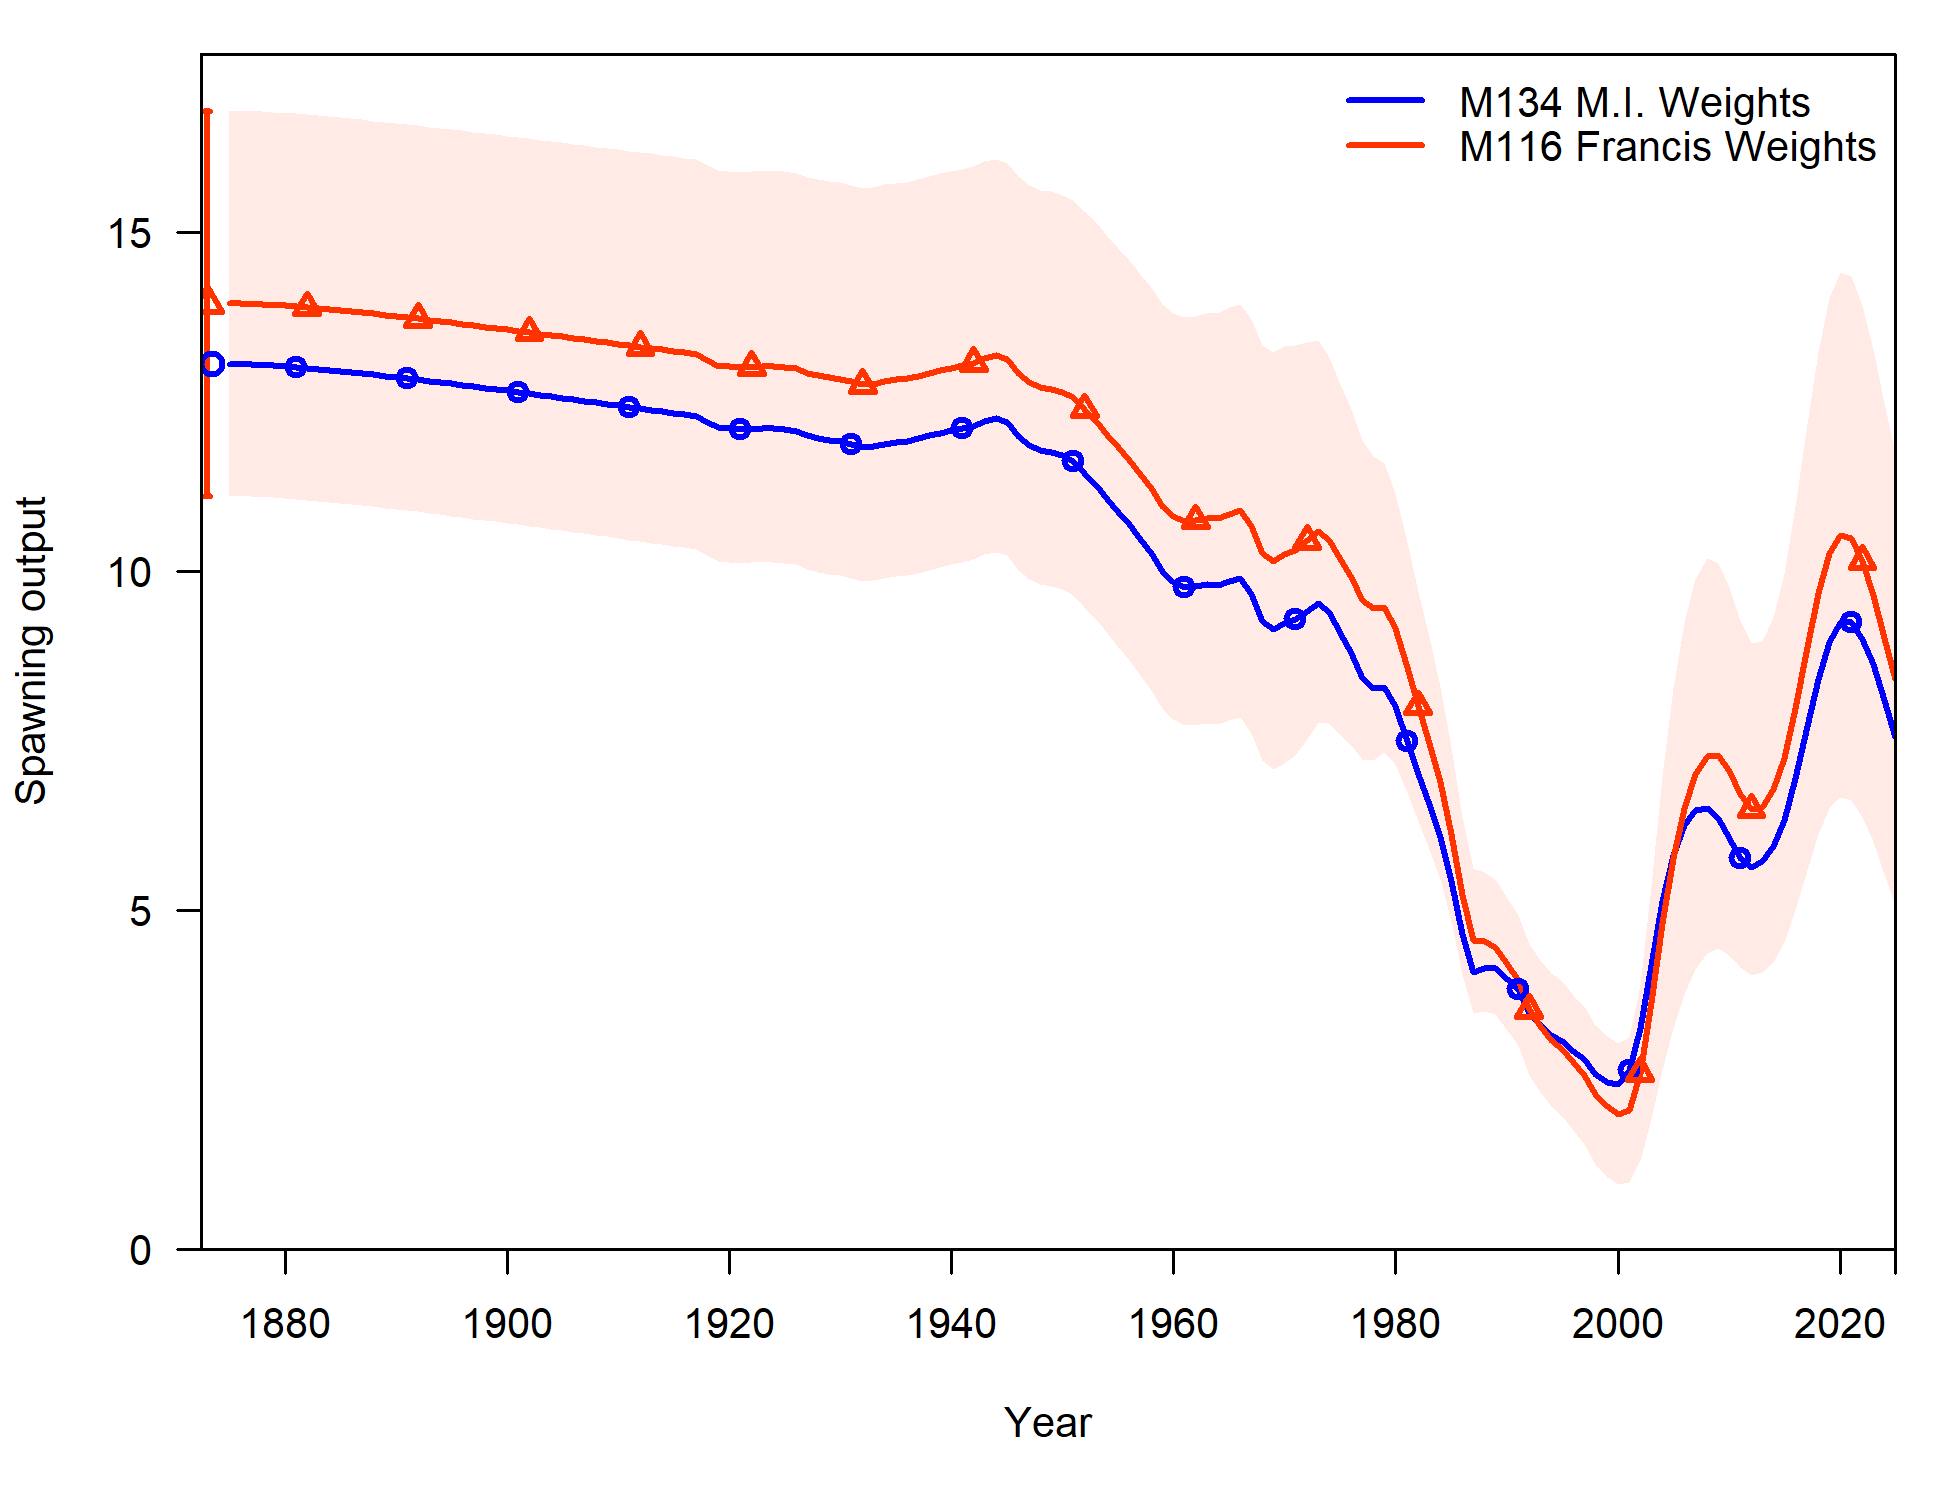 M134 M.I. Weights
M116 Francis Weights
Spawning output
15
10
5
0
1880 1900 1920 1940 1960 1980 2000 2020
Year